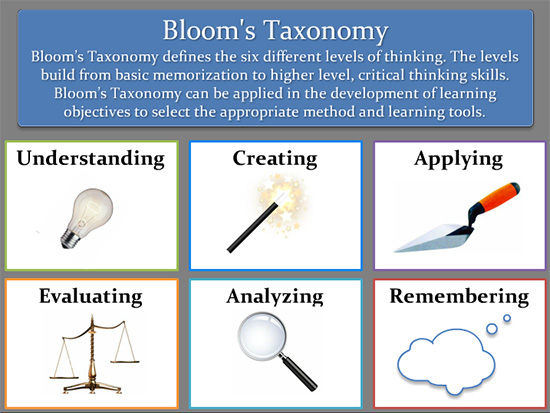 Bloom's Taxonomy
Bloom's Taxonomy defines the six different levels of thinking. The levels
build from basic memorization to higher level, critical thinking skills.
Bloom's Taxonomy can be applied in the development of learning
objectives to select the appropriate method and learning tools.
Understanding
Creating
Applying
Evaluating
Analyzing
Remembering